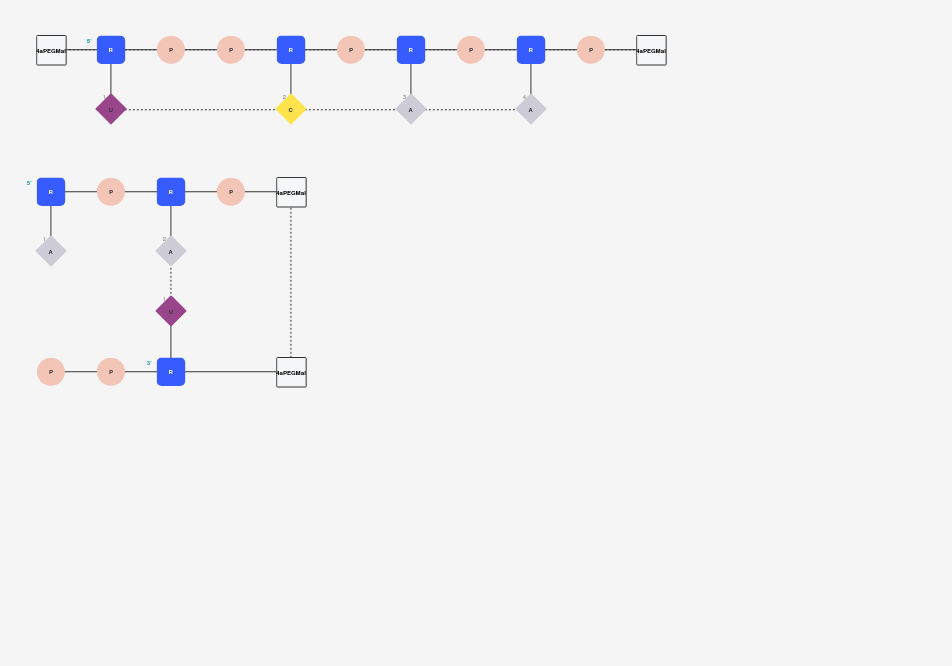 4aPEGMal 5' R P P R P R P R P 4aPEGMal
1 U 2 C 3 A 4 A
5' R P R P 4aPEGMal
1 A 2 A
1 U
P P 3' R 4aPEGMal